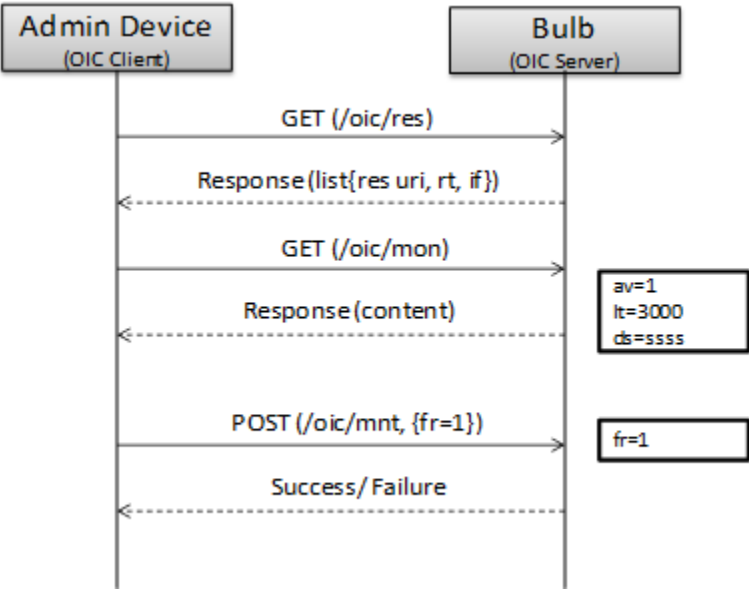 Admin Device
(OIC Client)
Bulb
(OIC Server)
GET (/oic/res)
Response (list{res uri, rt, if})
GET (/oic/mon)
Response (content)
av=1
lt=3000
ds=ssss
POST (/oic/mnt, {fr=1})
fr=1
Success/ Failure